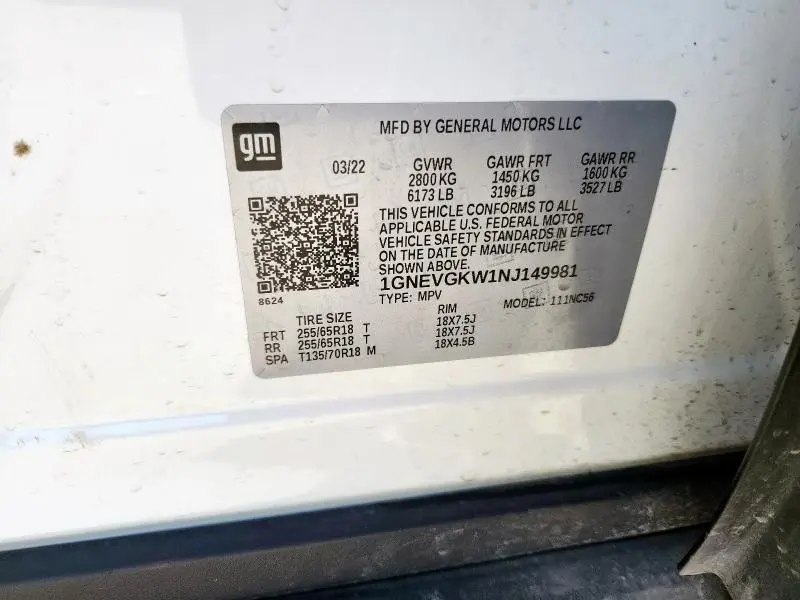 gm
MFD BY GENERAL MOTORS LLC
03/22 GVWR GAWR FRT GAWR RR
2800 KG 1450 KG 1600 KG
6173 LB 3196 LB 3527 LB
THIS VEHICLE CONFORMS TO ALL
APPLICABLE U.S. FEDERAL MOTOR
VEHICLE SAFETY STANDARDS IN EFFECT
ON THE DATE OF MANUFACTURE
SHOWN ABOVE.
8624
1GNEVGKW1NJ149981
TYPE: MPV MODEL: 111NC56
TIRE SIZE RIM
FRT 255/65R18 T 18X7.5J
RR 255/65R18 T 18X7.5J
SPA T135/70R18 M 18X4.5B